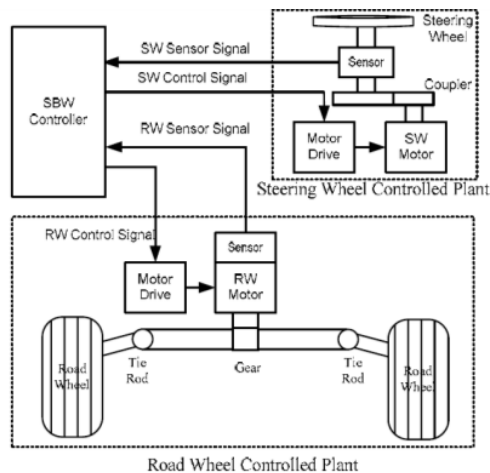 Steering
Wheel
SW Sensor Signal
Sensor
SW Control Signal
Coupler
SBW
Controller
RW Sensor Signal
Motor
Drive
SW
Motor
Steering Wheel Controlled Plant
RW Control Signal
Sensor
Motor
Drive
RW
Motor
Road
Wheel
Tie
Rod
Gear
Tie
Rod
Road
Wheel
Road Wheel Controlled Plant